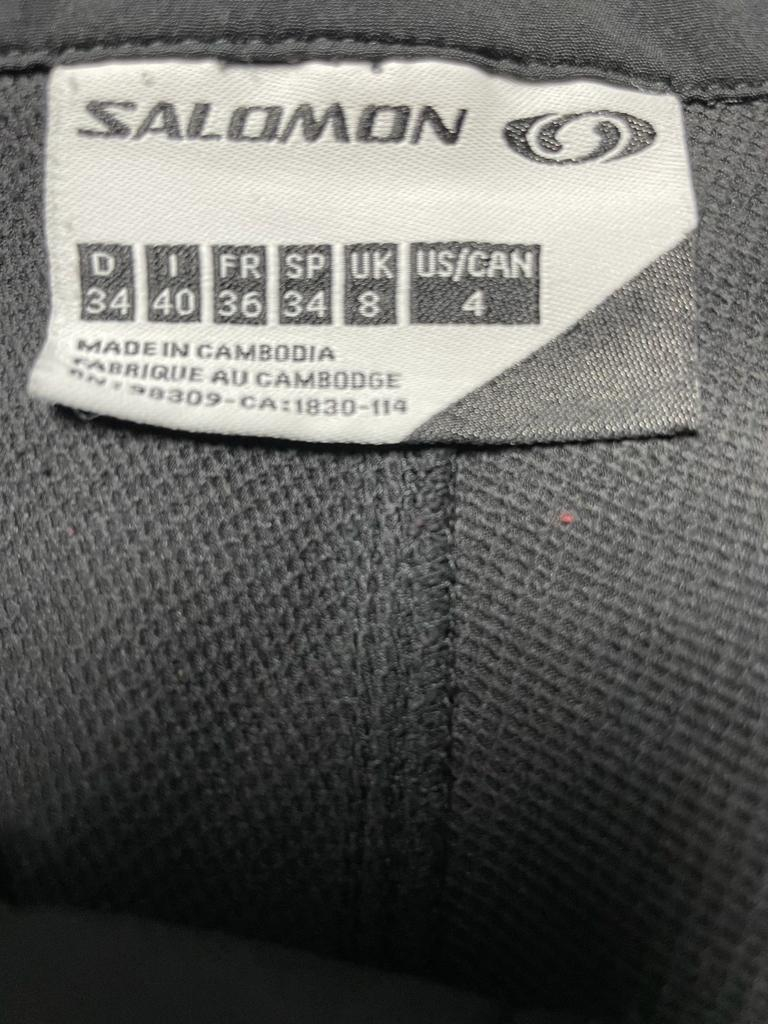 SALOMON
D I FR SP UK US/CAN
34 40 36 34 8 4
MADE IN CAMBODIA
FABRIQUE AU CAMBODGE
CA:1830-114